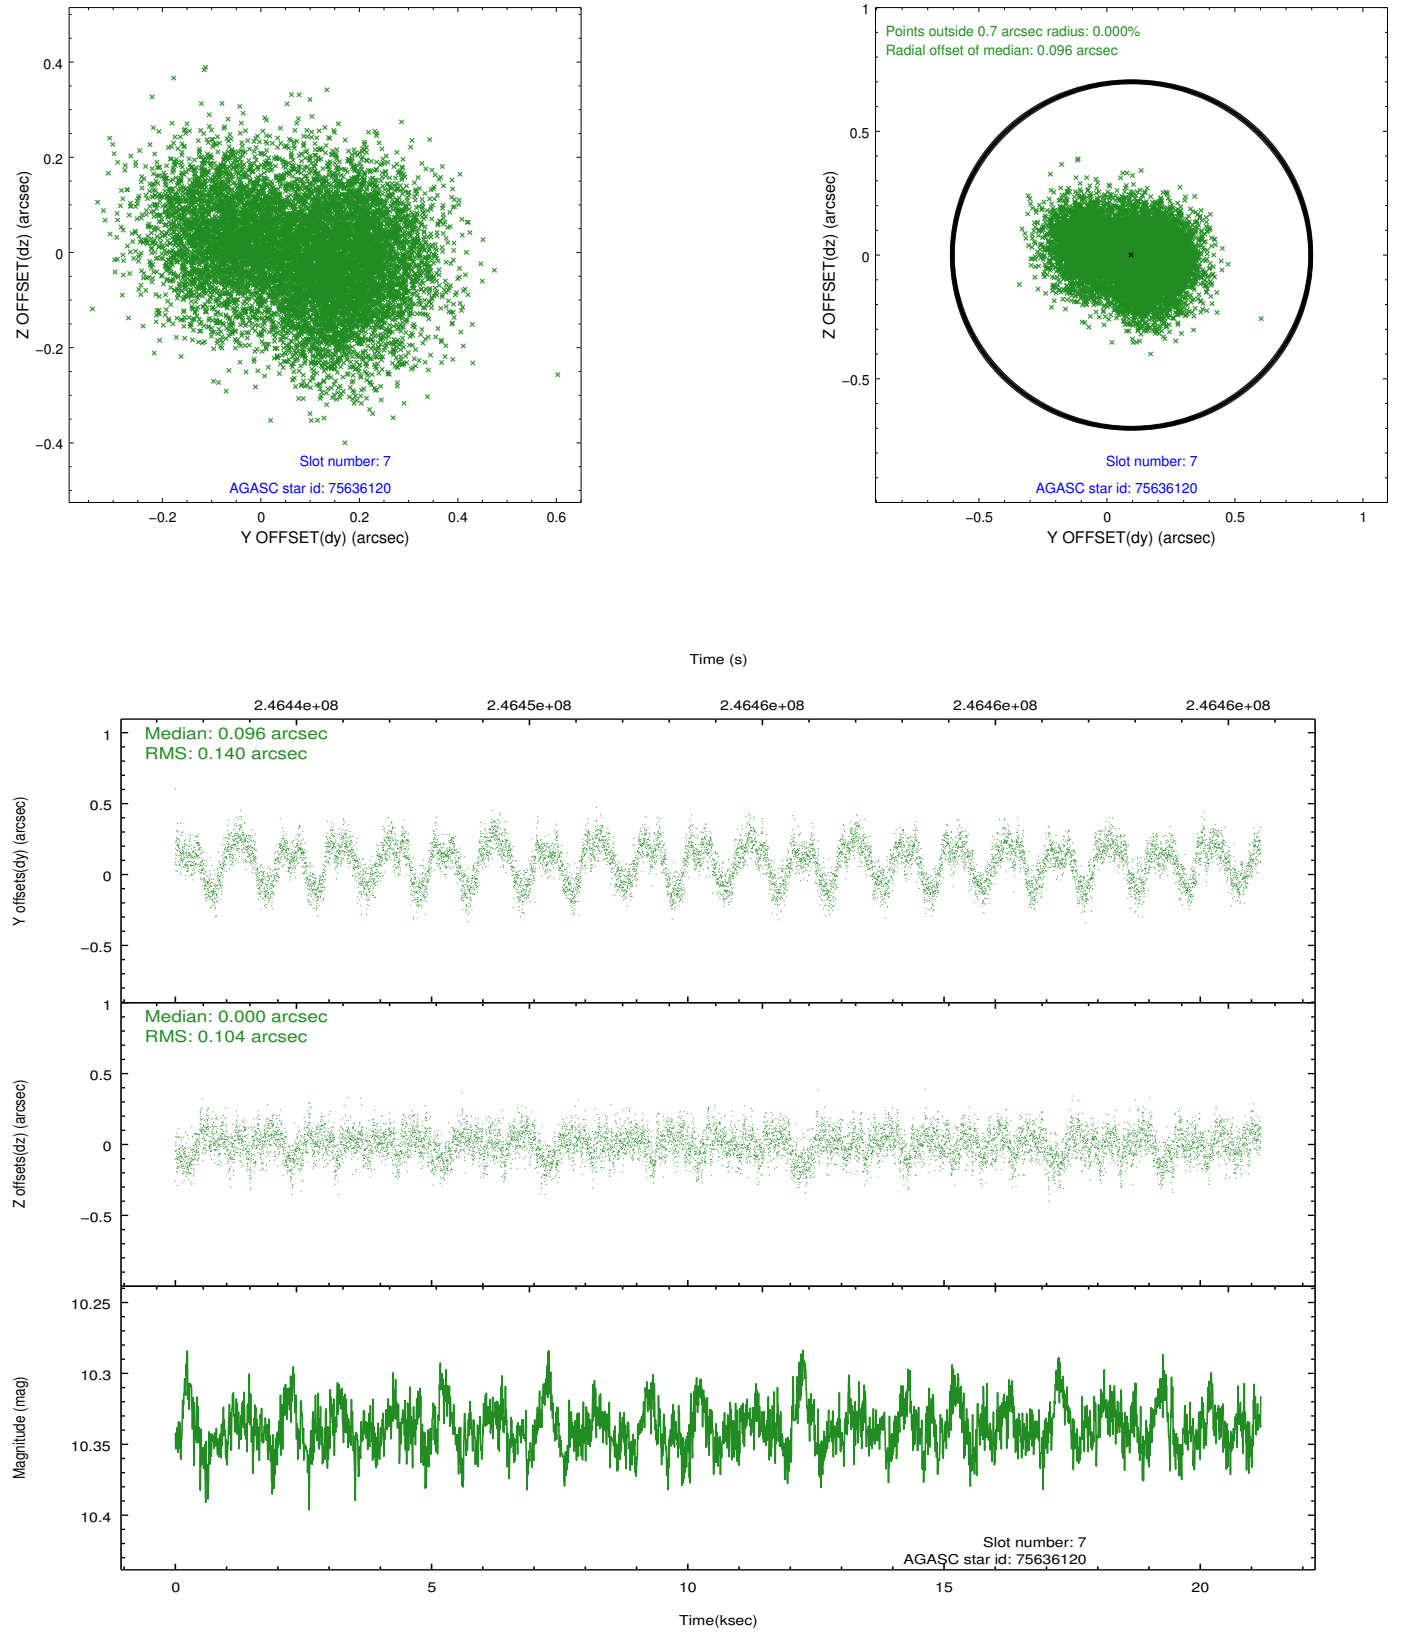 0.4
0.2
0
−0.2
−0.4
Z OFFSET(dz) (arcsec)
Slot number: 7
AGASC star id: 75636120
−0.2 0 0.2 0.4 0.6
Y OFFSET(dy) (arcsec)
Points outside 0.7 arcsec radius: 0.000%
Radial offset of median: 0.096 arcsec
1
0.5
0
−0.5
Z OFFSET(dz) (arcsec)
Slot number: 7
AGASC star id: 75636120
−0.5 0 0.5 1
Y OFFSET(dy) (arcsec)
Time (s)
2.4644e+08 2.4645e+08 2.4646e+08 2.4646e+08 2.4646e+08
Median: 0.096 arcsec
RMS: 0.140 arcsec
1
0.5
0
−0.5
Y offsets(dy) (arcsec)
Median: 0.000 arcsec
RMS: 0.104 arcsec
1
0.5
0
−0.5
Z offsets(dz) (arcsec)
10.25
10.3
10.35
10.4
Magnitude (mag)
Slot number: 7
AGASC star id: 75636120
0 5 10 15 20
Time(ksec)